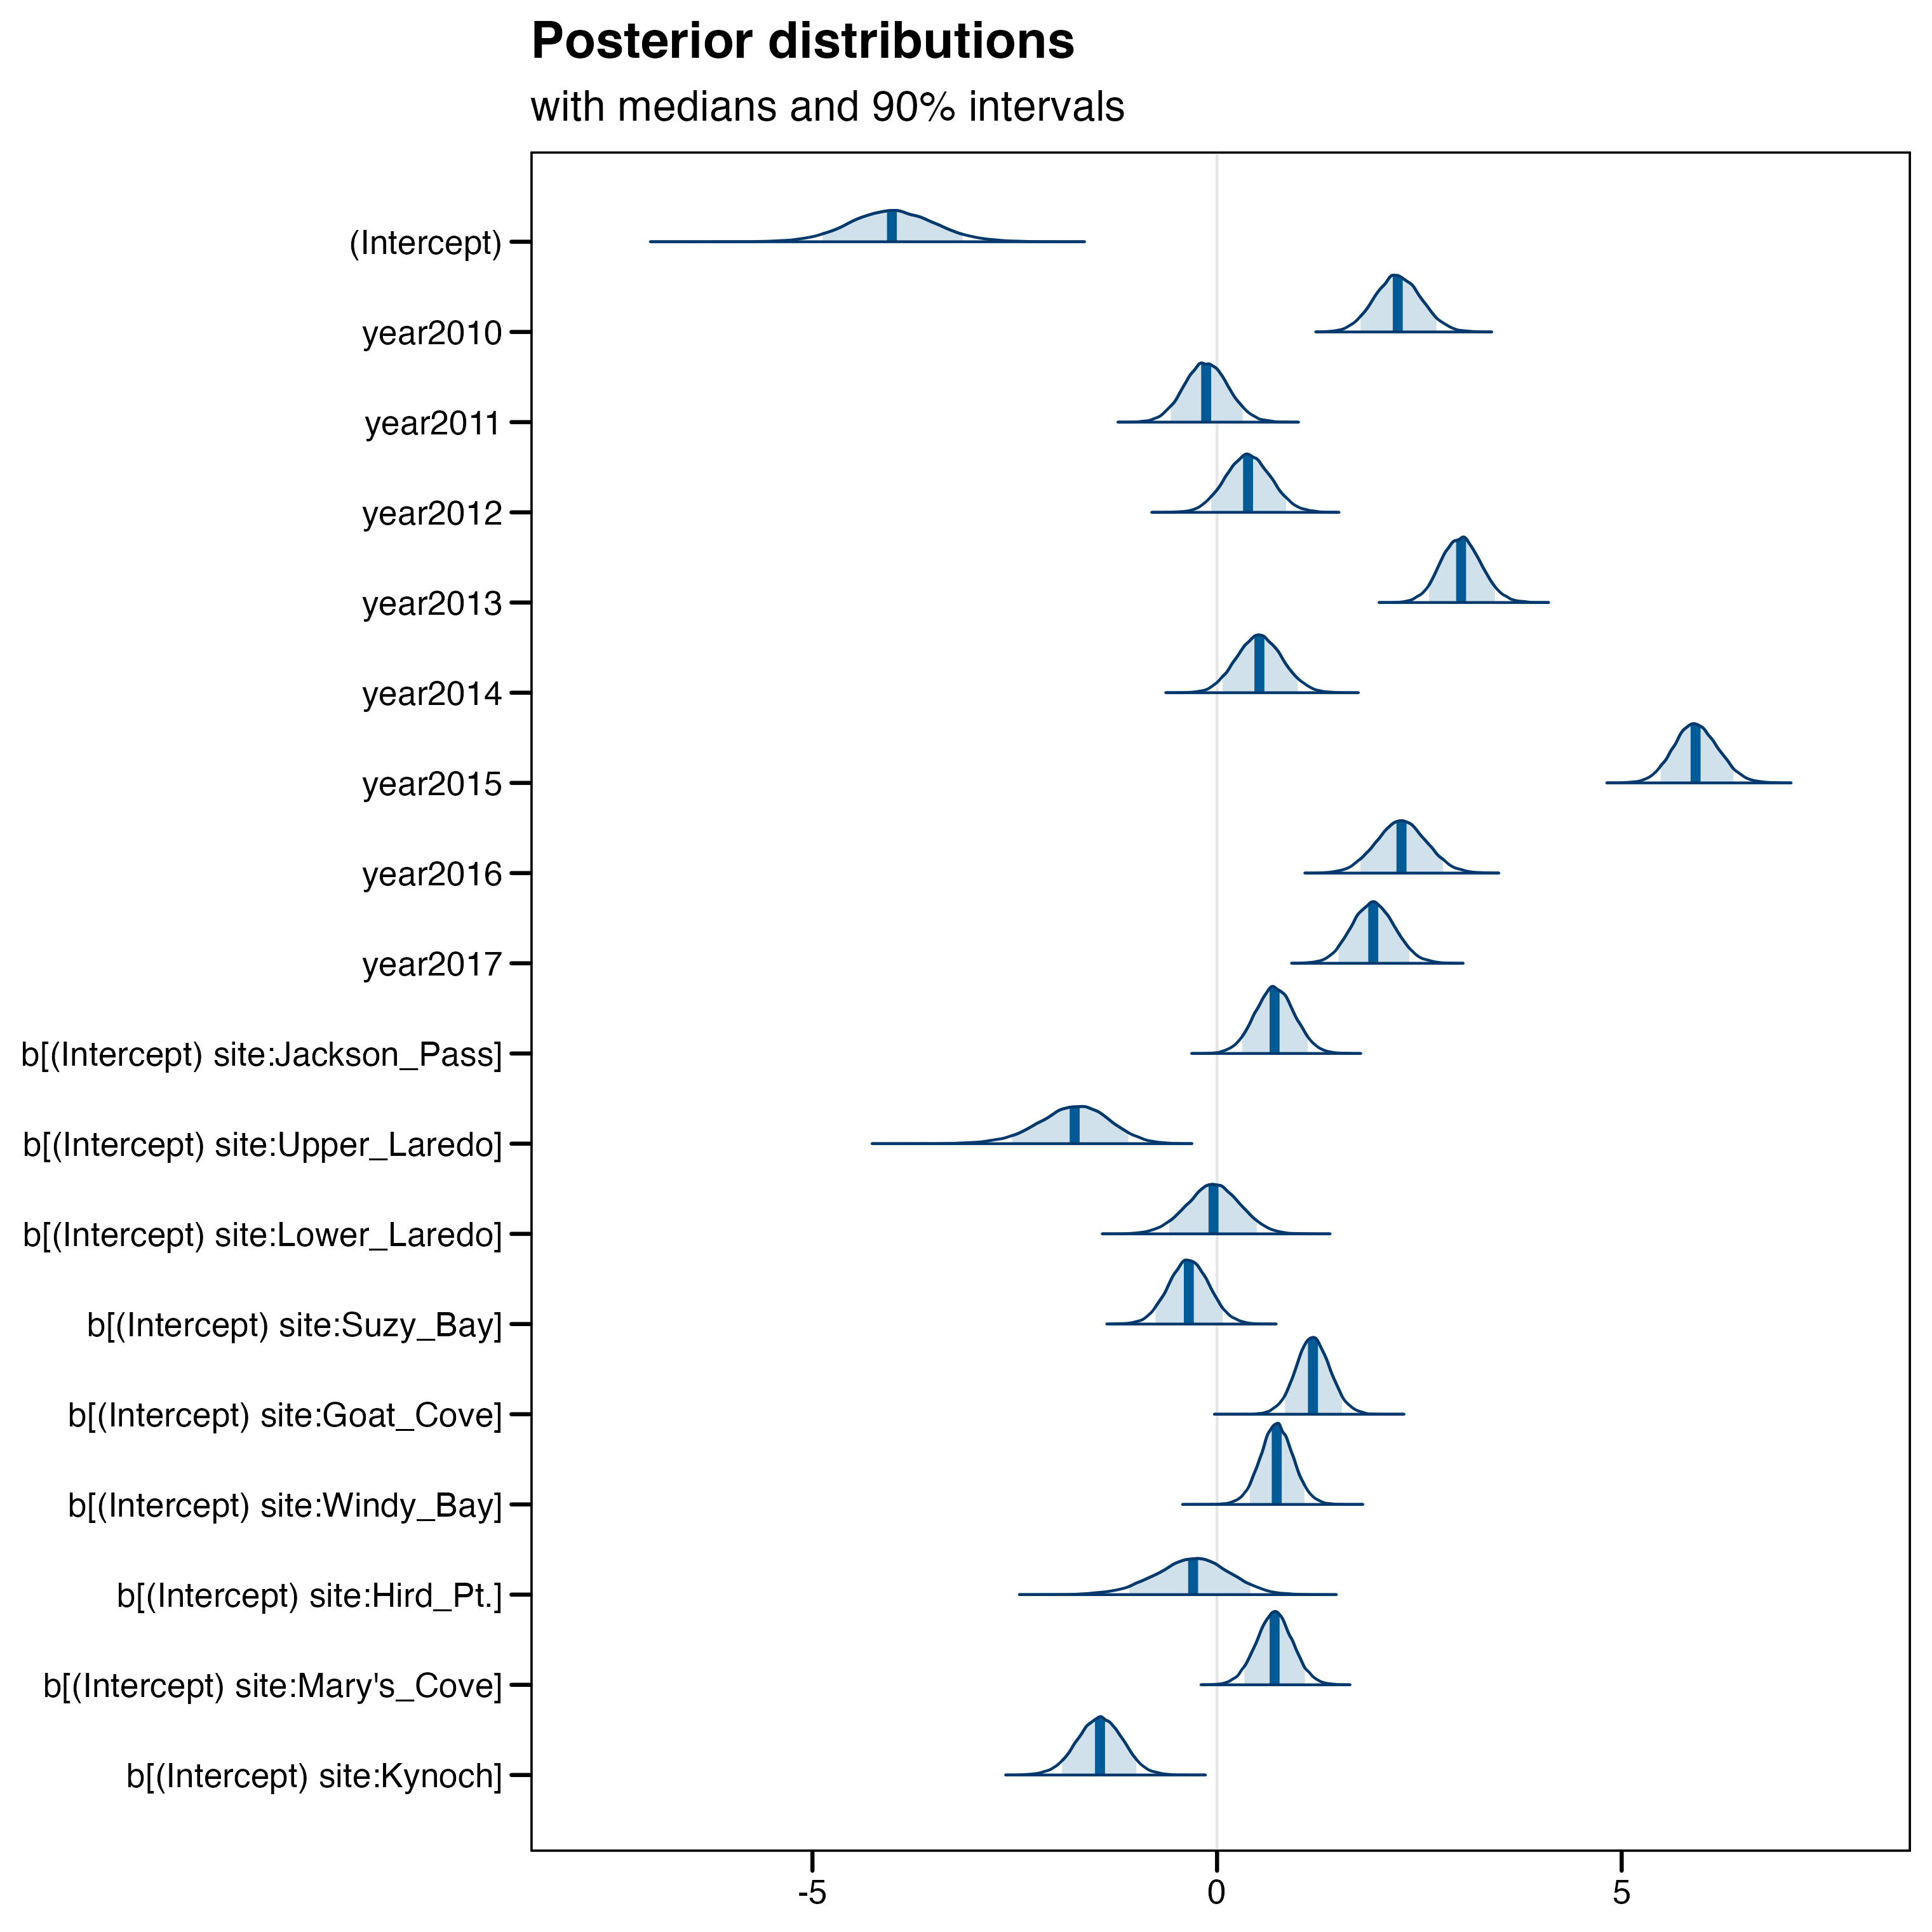 Posterior distributions
with medians and 90% intervals
(Intercept)
year2010
year2011
year2012
year2013
year2014
year2015
year2016
year2017
b[(Intercept) site:Jackson_Pass]
b[(Intercept) site:Upper_Laredo]
b[(Intercept) site:Lower_Laredo]
b[(Intercept) site:Suzy_Bay]
b[(Intercept) site:Goat_Cove]
b[(Intercept) site:Windy_Bay]
b[(Intercept) site:Hird_Pt.]
b[(Intercept) site:Mary's_Cove]
b[(Intercept) site:Kynoch]
-5 0 5